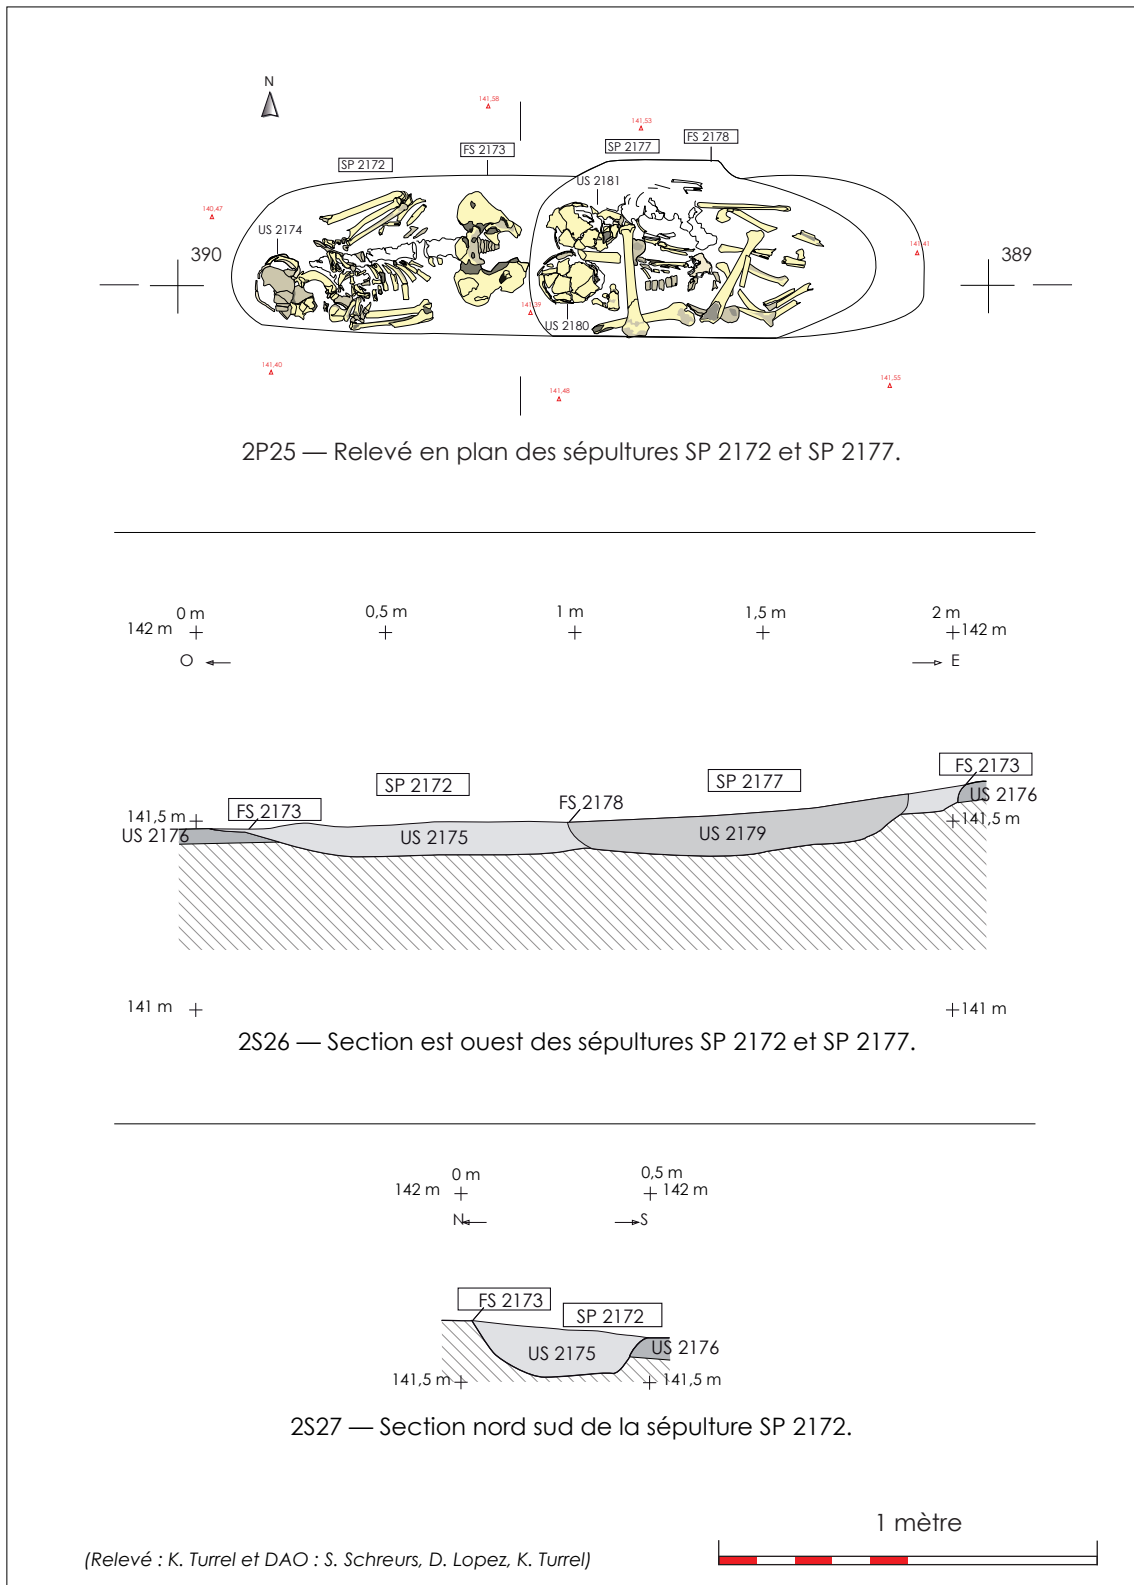 N
141,58
141,53
SP 2172
FS 2173
SP 2177
FS 2178
US 2181
140,47
US 2174
390
141,41
389
141,39
US 2180
141,40
141,48
141,55
2P25 — Relevé en plan des sépultures SP 2172 et SP 2177.
0 m
0,5 m
1 m
1,5 m
2 m
142 m
142 m
O
E
SP 2172
SP 2177
FS 2173
FS 2173
FS 2178
141,5 m
US 2176
US 2175
US 2179
US 2176
141,5 m
141 m
141 m
2S26 — Section est ouest des sépultures SP 2172 et SP 2177.
0 m
0,5 m
142 m
142 m
N
S
FS 2173
SP 2172
US 2175
US 2176
141,5 m
141,5 m
2S27 — Section nord sud de la sépulture SP 2172.
1 mètre
(Relevé : K. Turrel et DAO : S. Schreurs, D. Lopez, K. Turrel)